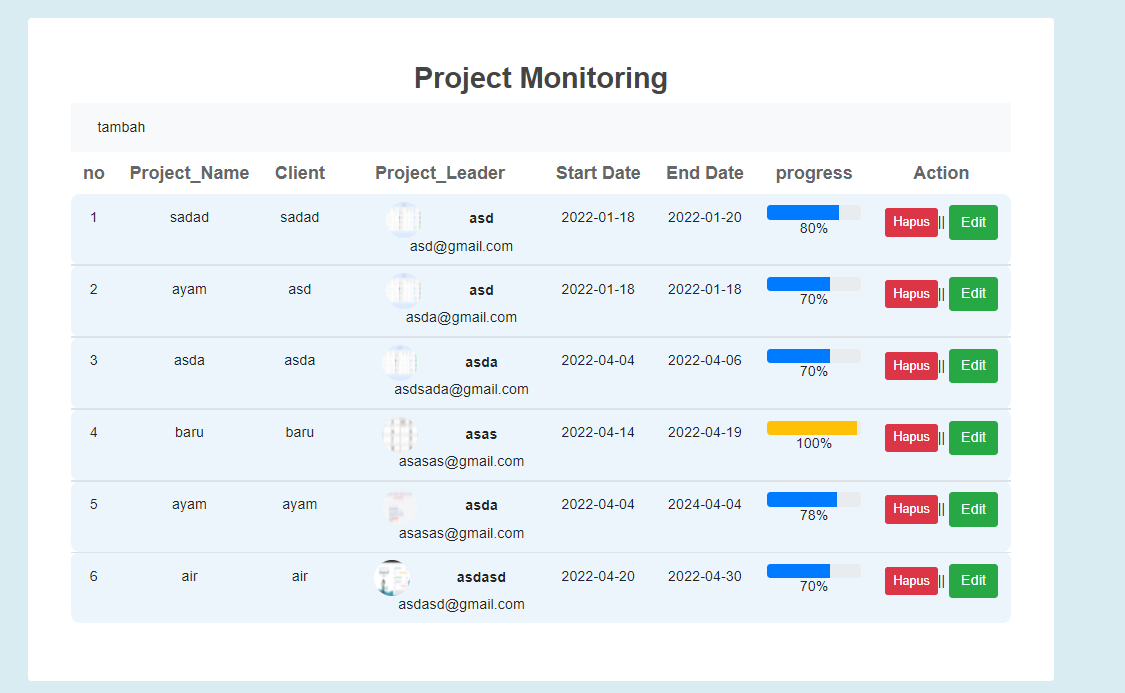 Project Monitoring
tambah
no Project_Name Client Project_Leader Start Date End Date progress Action
1 sadad sadad asd 2022-01-18 2022-01-20 80% Hapus || Edit
asd@gmail.com
2 ayam asd asd 2022-01-18 2022-01-18 70% Hapus || Edit
asda@gmail.com
3 asda asda asda 2022-04-04 2022-04-06 70% Hapus || Edit
asdsada@gmail.com
4 baru baru asas 2022-04-14 2022-04-19 100% Hapus || Edit
asasas@gmail.com
5 ayam ayam asda 2022-04-04 2024-04-04 78% Hapus || Edit
asasas@gmail.com
6 air air asdasd 2022-04-20 2022-04-30 70% Hapus || Edit
asdasd@gmail.com